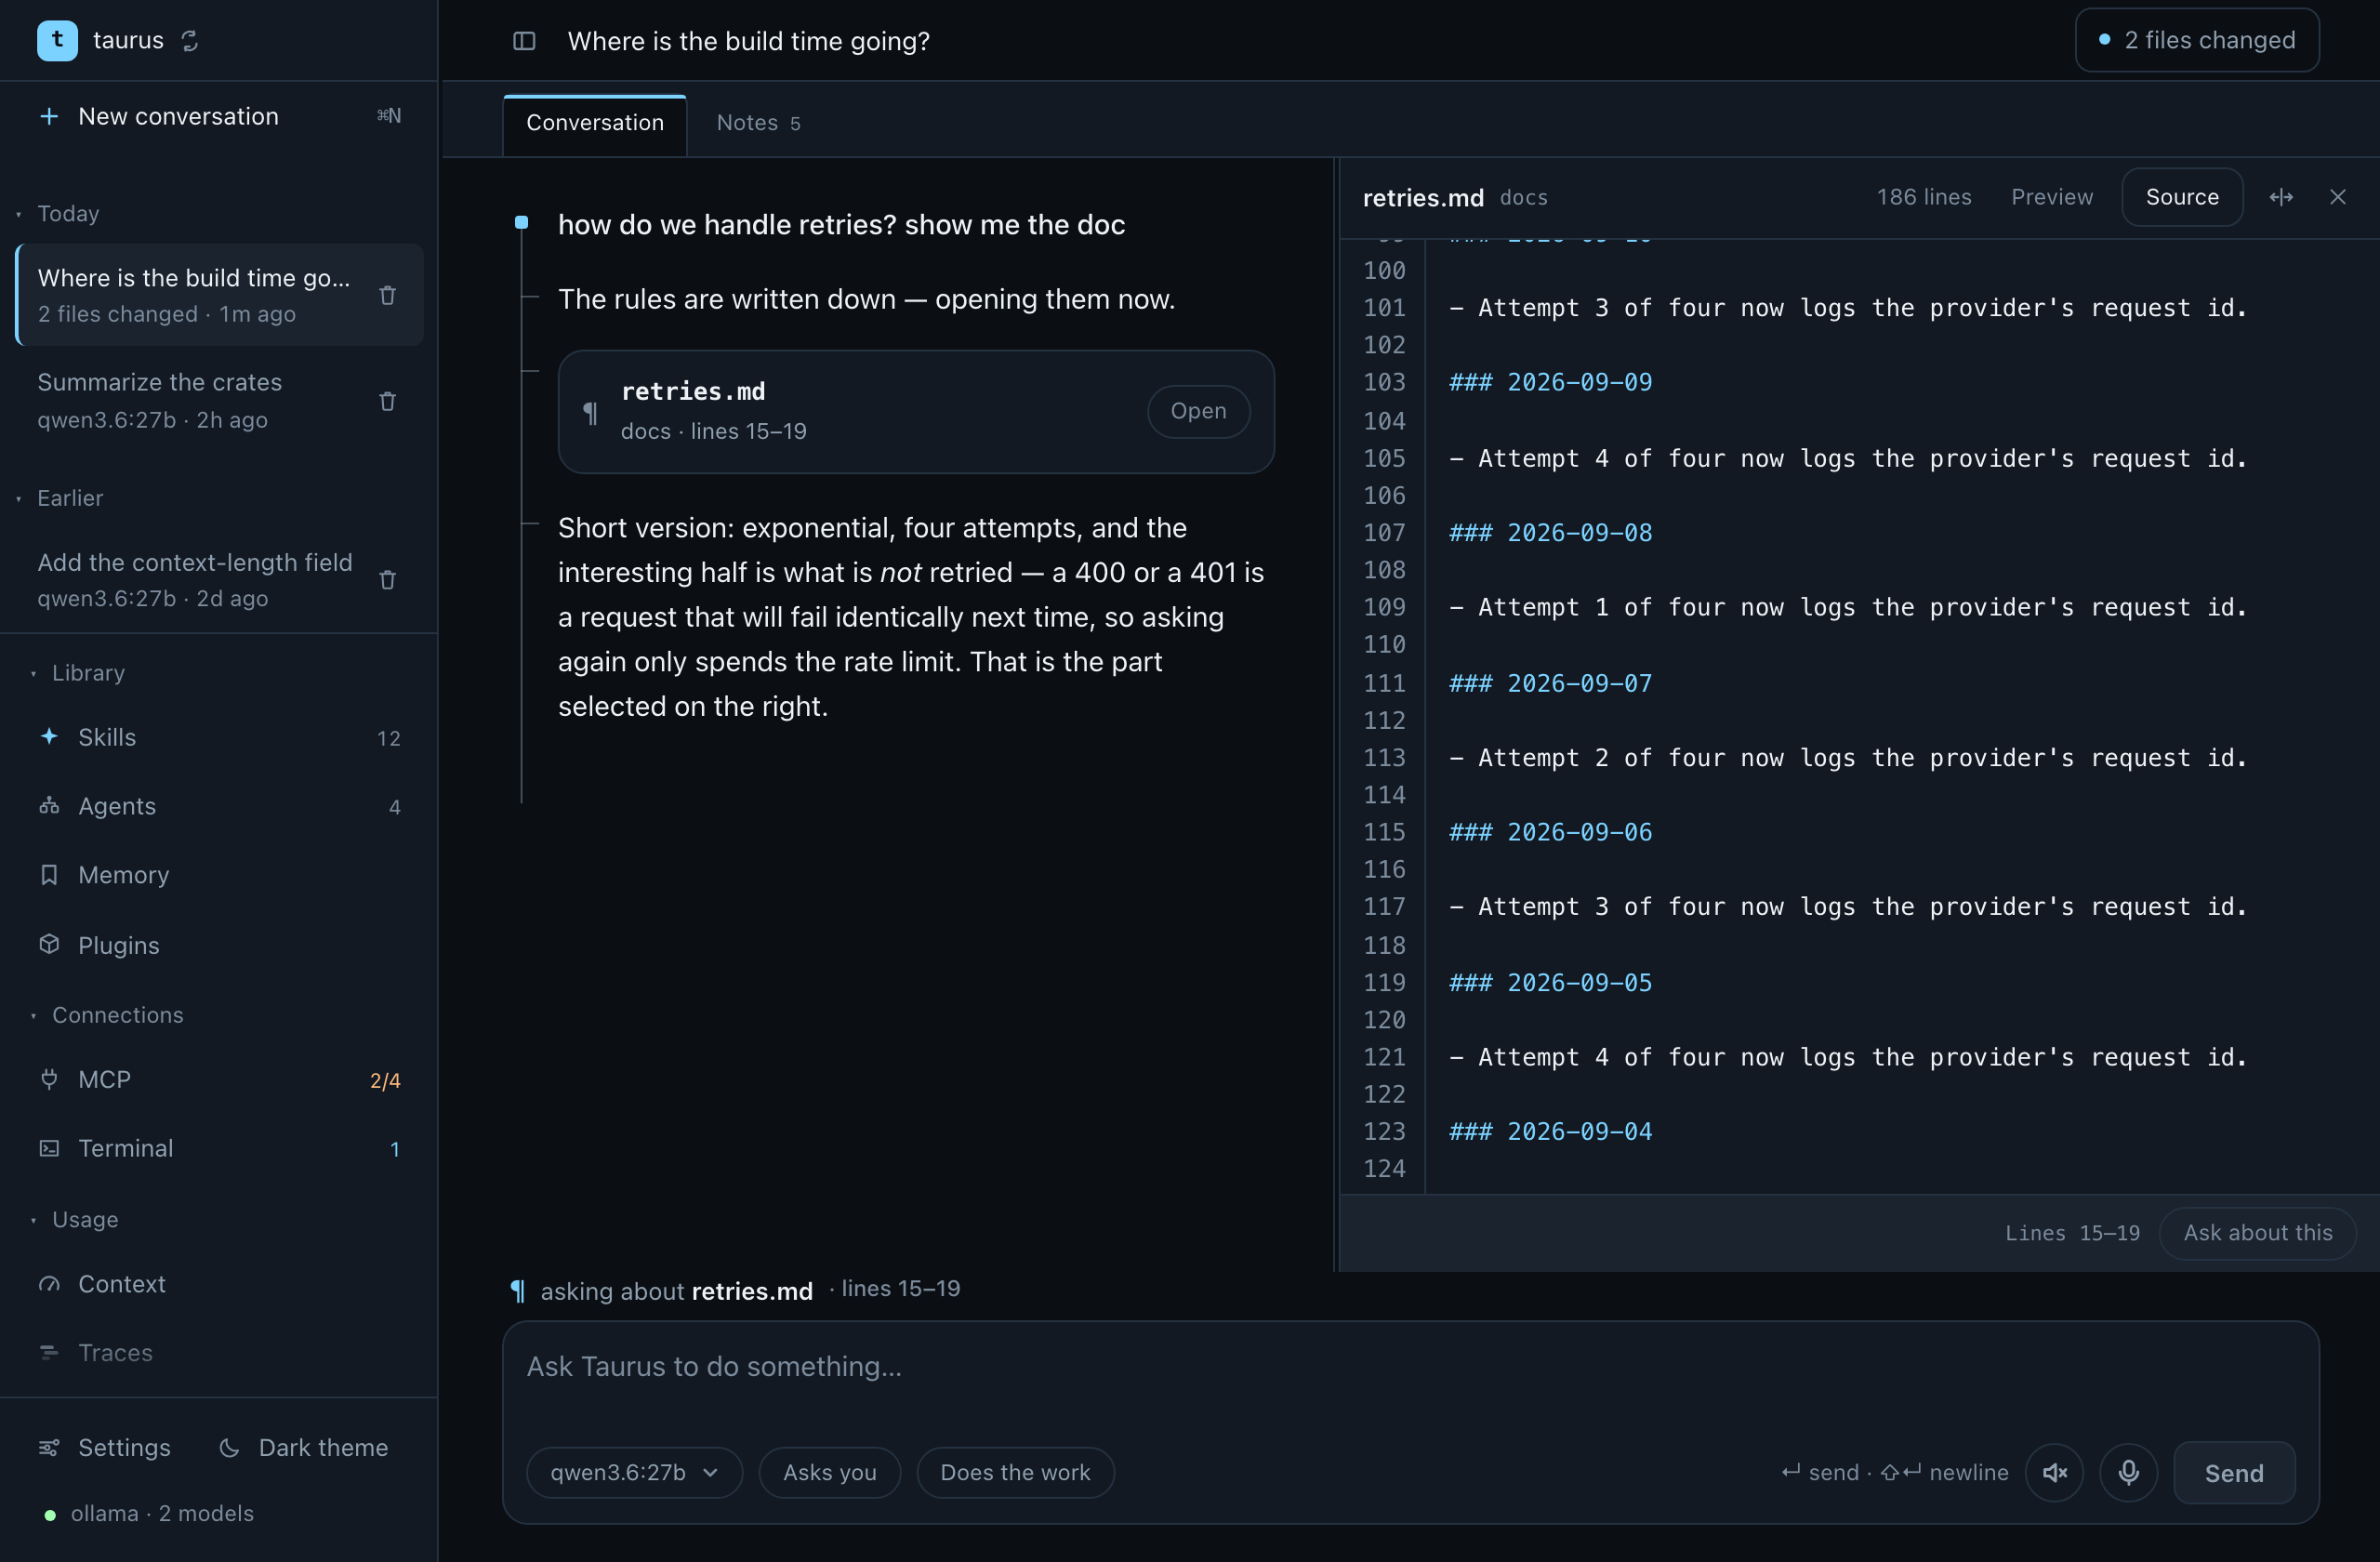 t taurus
New conversation ⌘N
Today
Where is the build time go...
2 files changed · 1m ago
Summarize the crates
qwen3.6:27b · 2h ago
Earlier
Add the context-length field
qwen3.6:27b · 2d ago
Library
Skills 12
Agents 4
Memory
Plugins
Connections
MCP 2/4
Terminal 1
Usage
Context
Traces
Settings Dark theme
ollama · 2 models
Where is the build time going?
2 files changed
Conversation Notes 5
how do we handle retries? show me the doc
The rules are written down — opening them now.
¶ retries.md
docs · lines 15–19
Open
Short version: exponential, four attempts, and the
interesting half is what is not retried — a 400 or a 401 is
a request that will fail identically next time, so asking
again only spends the rate limit. That is the part
selected on the right.
retries.md docs 186 lines Preview Source
100
101 - Attempt 3 of four now logs the provider's request id.
102
103 ### 2026-09-09
104
105 - Attempt 4 of four now logs the provider's request id.
106
107 ### 2026-09-08
108
109 - Attempt 1 of four now logs the provider's request id.
110
111 ### 2026-09-07
112
113 - Attempt 2 of four now logs the provider's request id.
114
115 ### 2026-09-06
116
117 - Attempt 3 of four now logs the provider's request id.
118
119 ### 2026-09-05
120
121 - Attempt 4 of four now logs the provider's request id.
122
123 ### 2026-09-04
124
Lines 15–19 Ask about this
¶ asking about retries.md · lines 15–19
Ask Taurus to do something...
qwen3.6:27b Asks you Does the work
↵ send · ⇧↵ newline Send